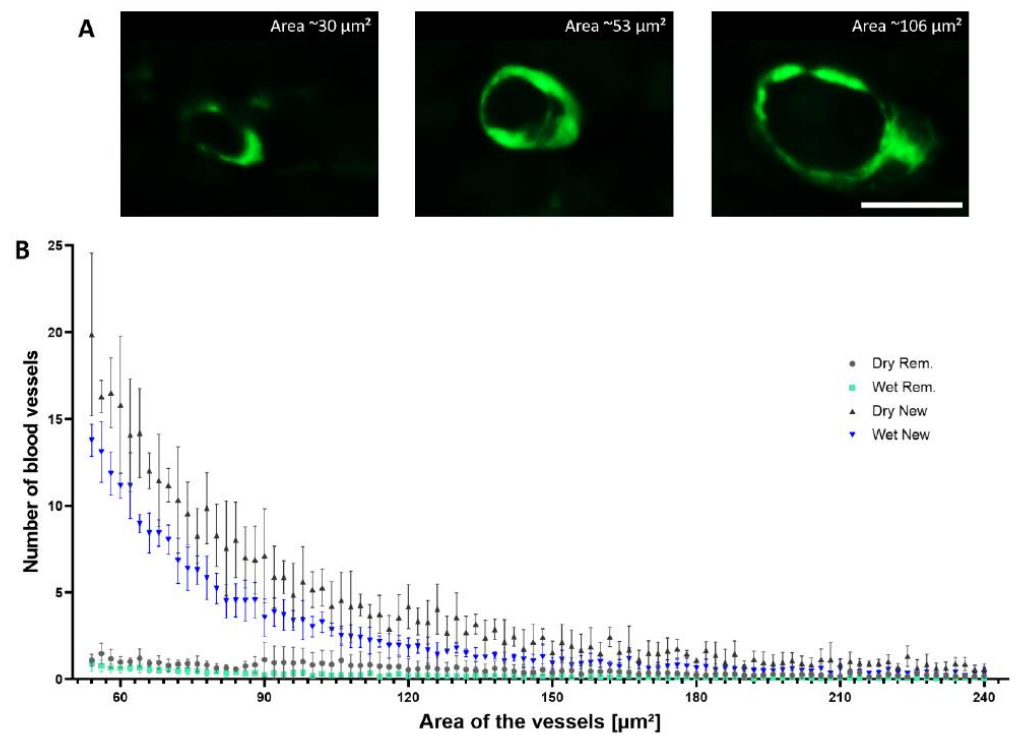 A
Area ~30 µm²
Area ~53 µm²
Area ~106 µm²
B
Number of blood vessels
25
20
15
10
5
0
Dry Rem.
Wet Rem.
Dry New
Wet New
60 90 120 150 180 210 240
Area of the vessels [µm²]